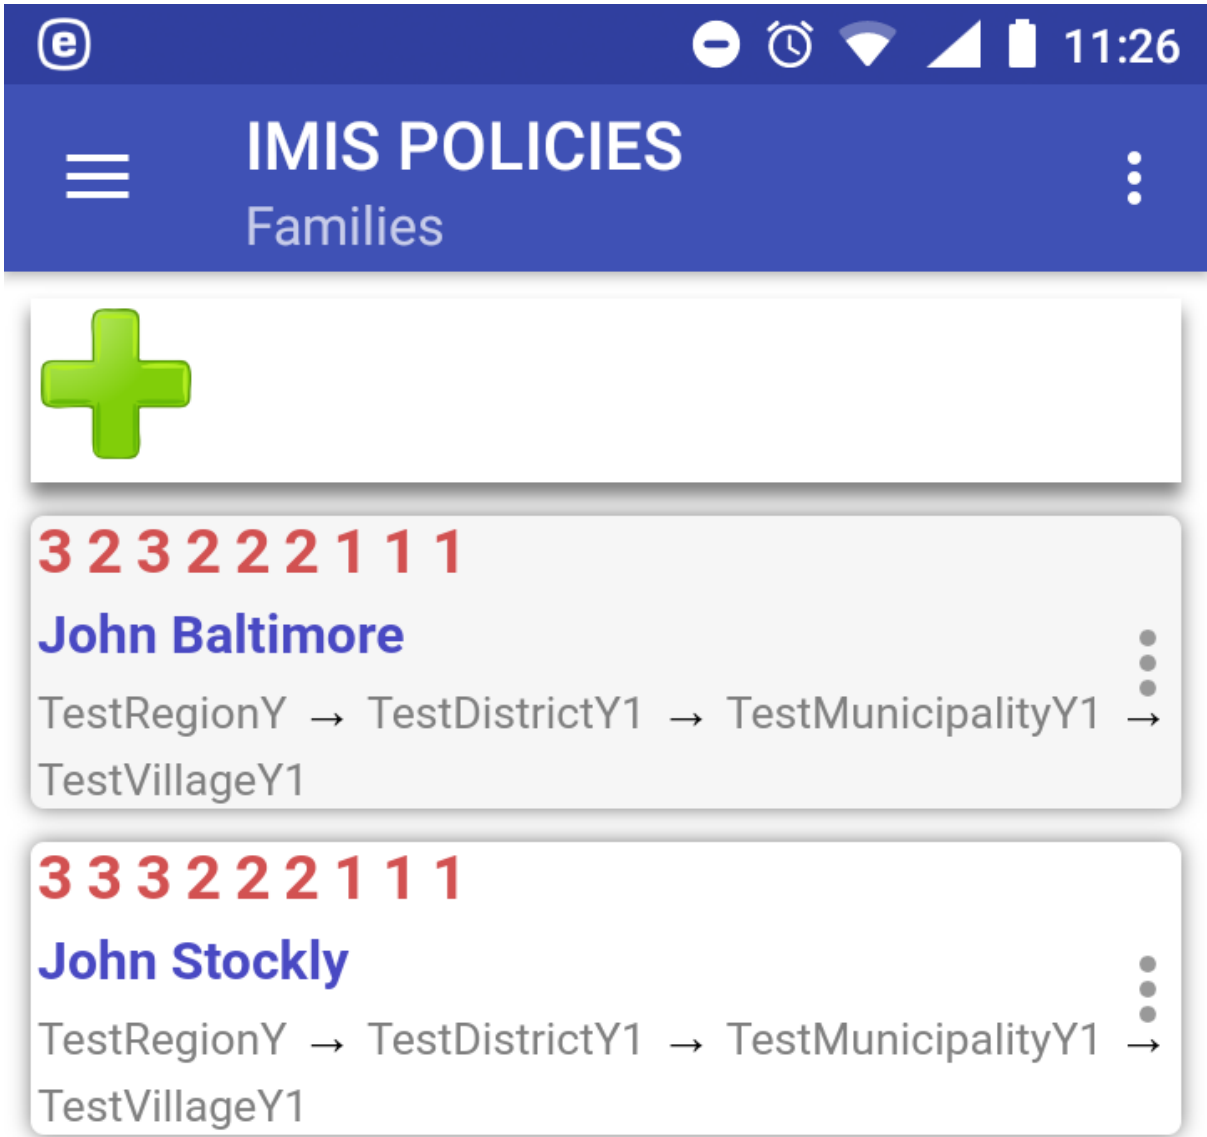 11:26
IMIS POLICIES
Families
3 2 3 2 2 2 1 1 1
John Baltimore
TestRegionY → TestDistrictY1 → TestMunicipalityY1 →
TestVillageY1
3 3 3 2 2 2 1 1 1
John Stockly
TestRegionY → TestDistrictY1 → TestMunicipalityY1 →
TestVillageY1